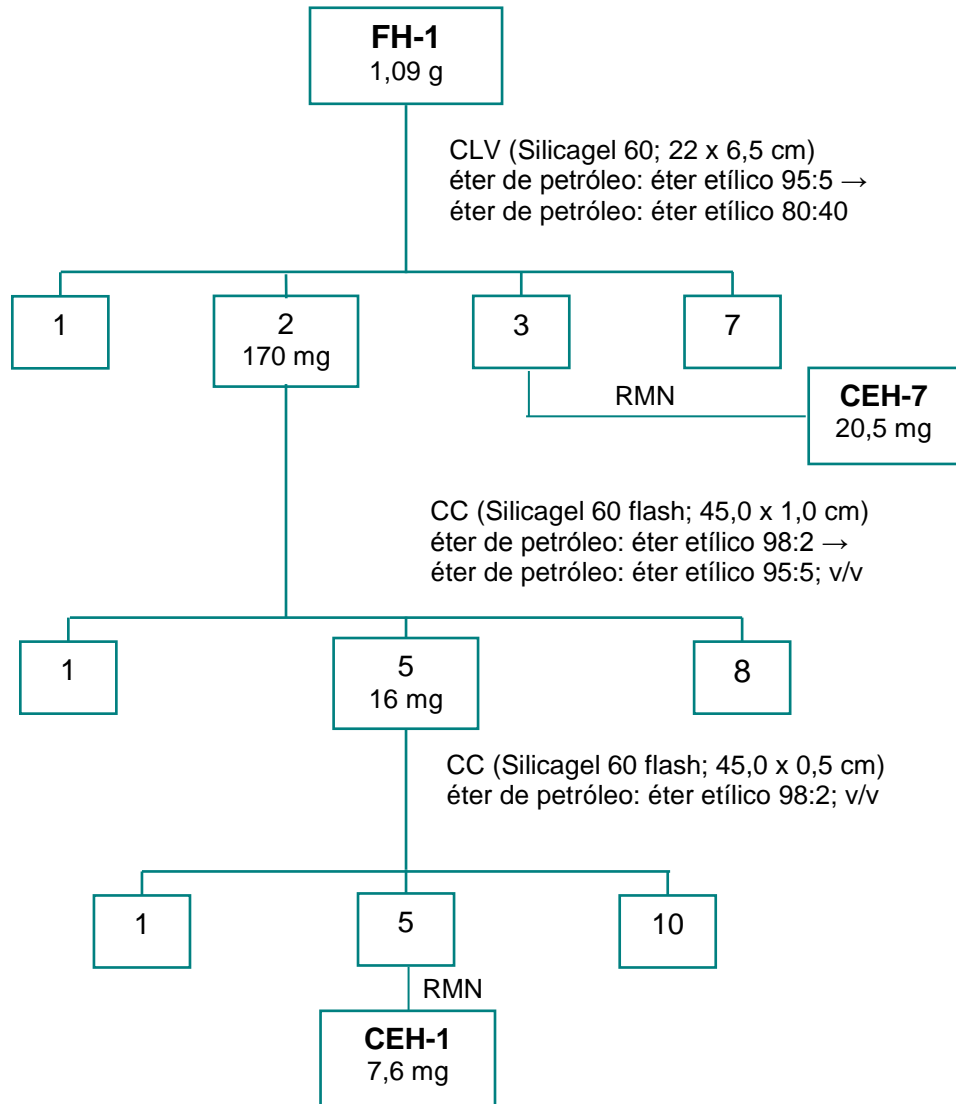 FH-1
1,09 g
CLV (Silicagel 60; 22 x 6,5 cm)
éter de petróleo: éter etílico 95:5 →
éter de petróleo: éter etílico 80:40
1
2
170 mg
3
7
RMN
CEH-7
20,5 mg
CC (Silicagel 60 flash; 45,0 x 1,0 cm)
éter de petróleo: éter etílico 98:2 →
éter de petróleo: éter etílico 95:5; v/v
1
5
16 mg
8
CC (Silicagel 60 flash; 45,0 x 0,5 cm)
éter de petróleo: éter etílico 98:2; v/v
1
5
10
RMN
CEH-1
7,6 mg